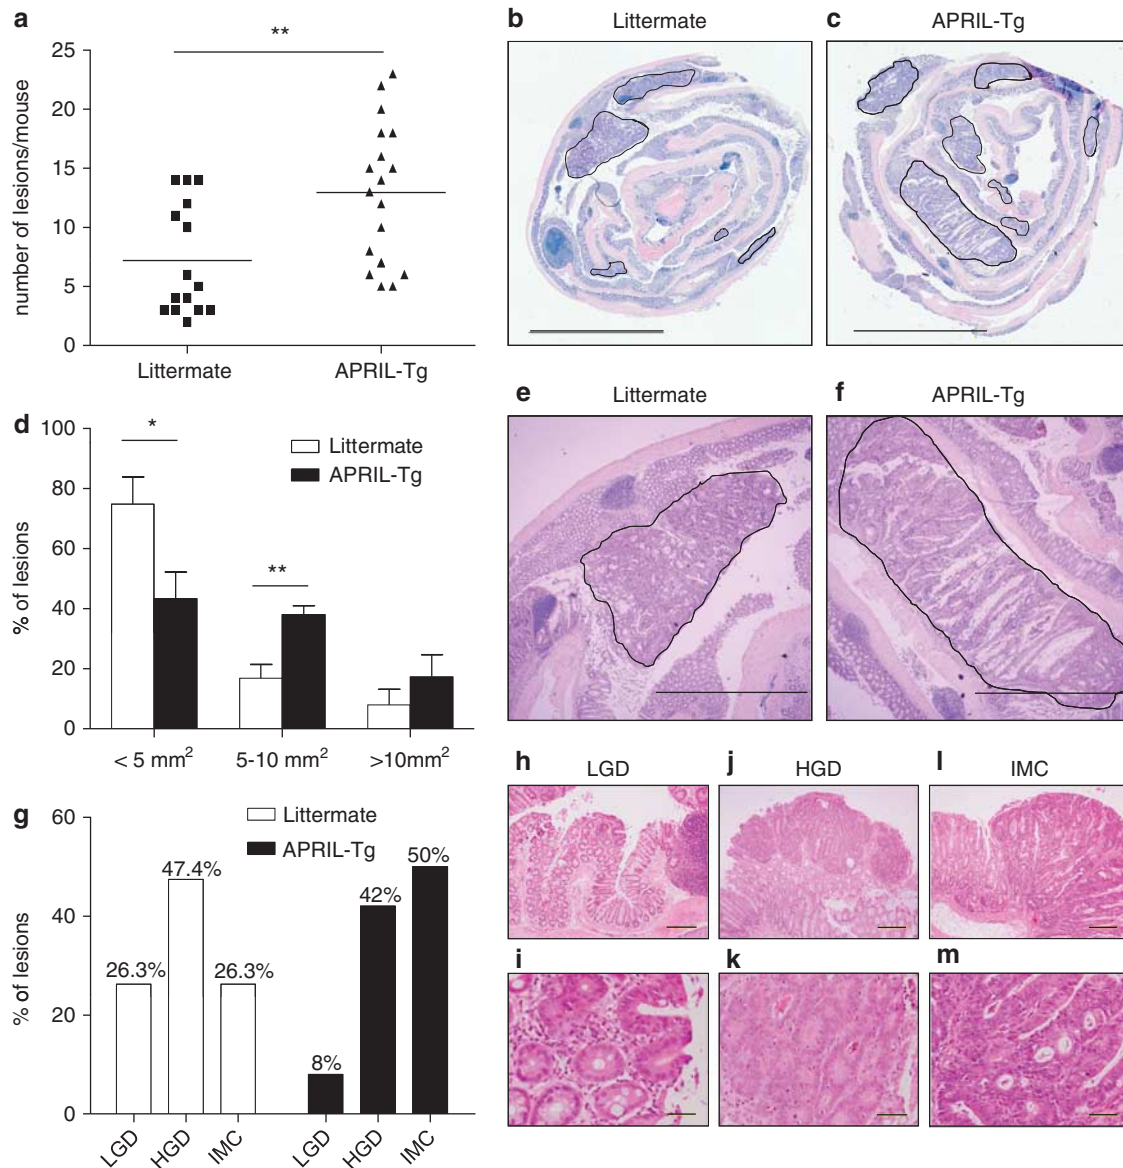 a
**
number of lesions/mouse
25
20
15
10
5
0
Littermate
APRIL-Tg
b
Littermate
c
APRIL-Tg
d
*
**
% of lesions
100
80
60
40
20
0
Littermate
APRIL-Tg
< 5 mm²
5-10 mm²
>10mm²
e
Littermate
f
APRIL-Tg
g
Littermate
APRIL-Tg
% of lesions
60
40
20
0
26.3%
47.4%
26.3%
8%
42%
50%
LGD
HGD
IMC
LGD
HGD
IMC
h
LGD
j
HGD
l
IMC
i
k
m